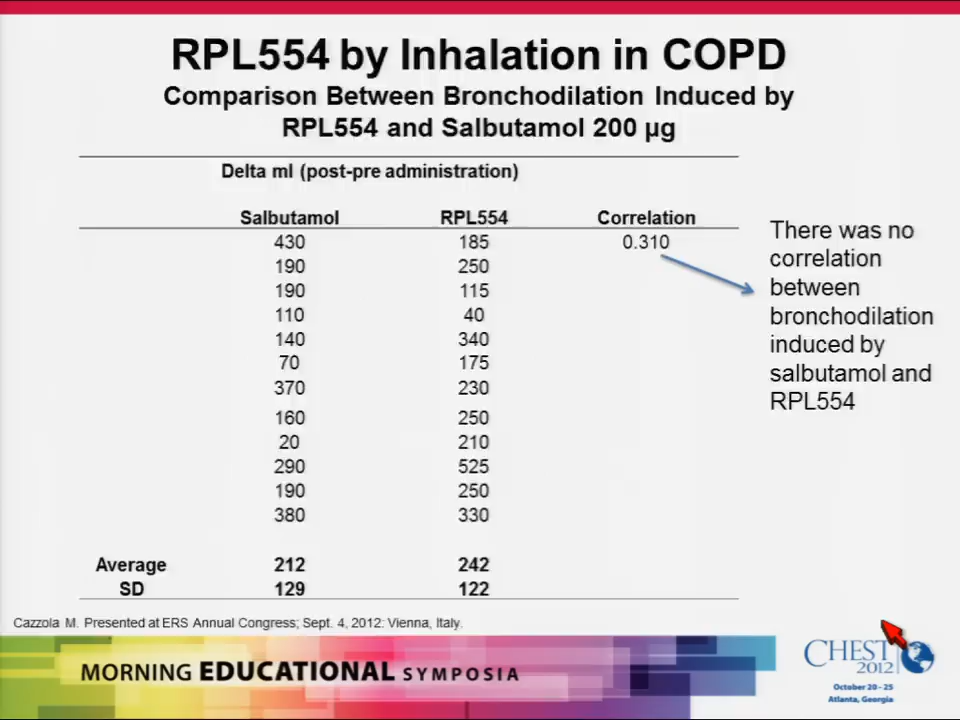 RPL554 by Inhalation in COPD
Comparison Between Bronchodilation Induced by
RPL554 and Salbutamol 200 µg
Delta ml (post-pre administration)
Salbutamol RPL554 Correlation
430 185 0.310
190 250
190 115
110 40
140 340
70 175
370 230
160 250
20 210
290 525
190 250
380 330
Average 212 242
SD 129 122
There was no
correlation
between
bronchodilation
induced by
salbutamol and
RPL554
Cazzola M. Presented at ERS Annual Congress; Sept. 4, 2012: Vienna, Italy.
MORNING EDUCATIONAL SYMPOSIA
CHEST
2012
October 20 - 25
Atlanta, Georgia